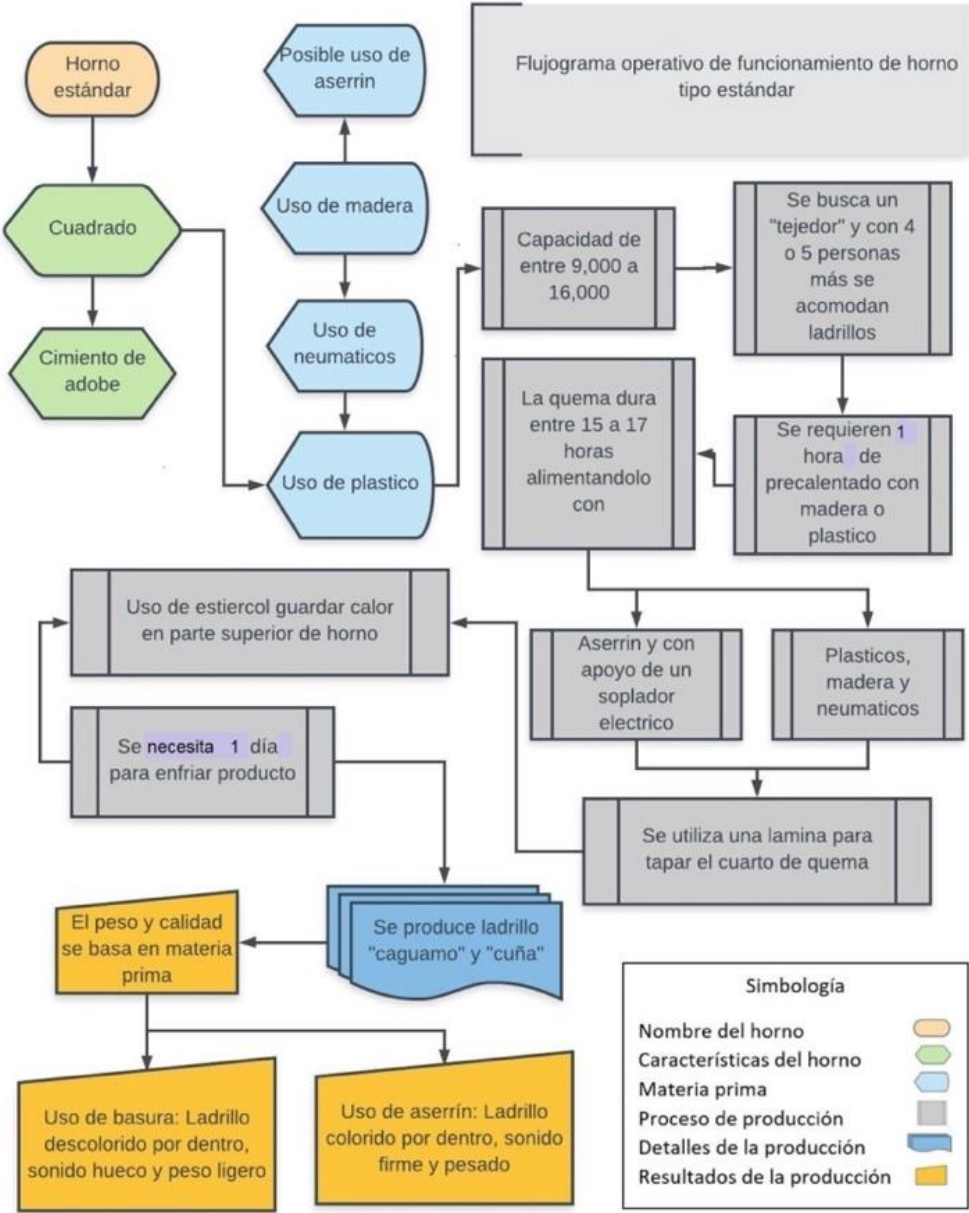 Horno
estándar
Posible uso de
aserrin
Flujograma operativo de funcionamiento de horno
tipo estándar
Cuadrado
Uso de madera
Capacidad de
entre 9,000 a
16,000
Se busca un
"tejedor" y con 4
o 5 personas
más se
acomodan
ladrillos
Cimiento de
adobe
Uso de
neumaticos
La quema dura
entre 15 a 17
horas
alimentandolo
con
Se requieren 1
hora de
precalentado con
madera o
plastico
Uso de plastico
Uso de estiercol guardar calor
en parte superior de horno
Aserrin y con
apoyo de un
soplador
electrico
Plasticos,
madera y
neumaticos
Se necesita 1 día
para enfriar producto
Se utiliza una lamina para
tapar el cuarto de quema
El peso y calidad
se basa en materia
prima
Se produce ladrillo
"caguamo" y "cuña"
Uso de basura: Ladrillo
descolorido por dentro,
sonido hueco y peso ligero
Uso de aserrín: Ladrillo
colorido por dentro, sonido
firme y pesado
Simbología
Nombre del horno
Características del horno
Materia prima
Proceso de producción
Detalles de la producción
Resultados de la producción